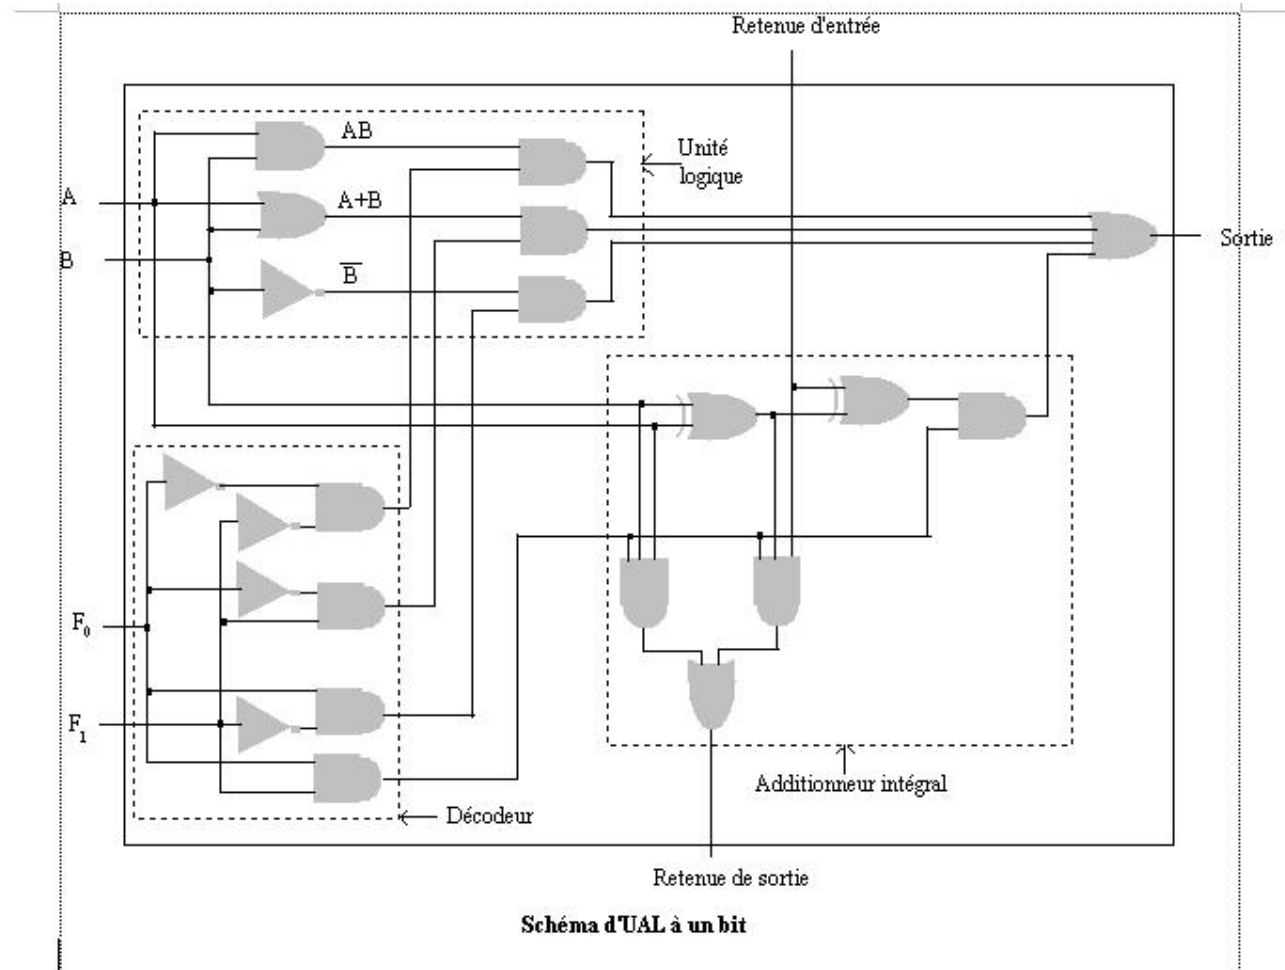 Retenue d'entrée
AB
Unité
logique
A
A+B
Sortie
B
B̅
F₀
F₁
Additionneur intégral
Décodeur
Retenue de sortie
Schéma d'UAL à un bit